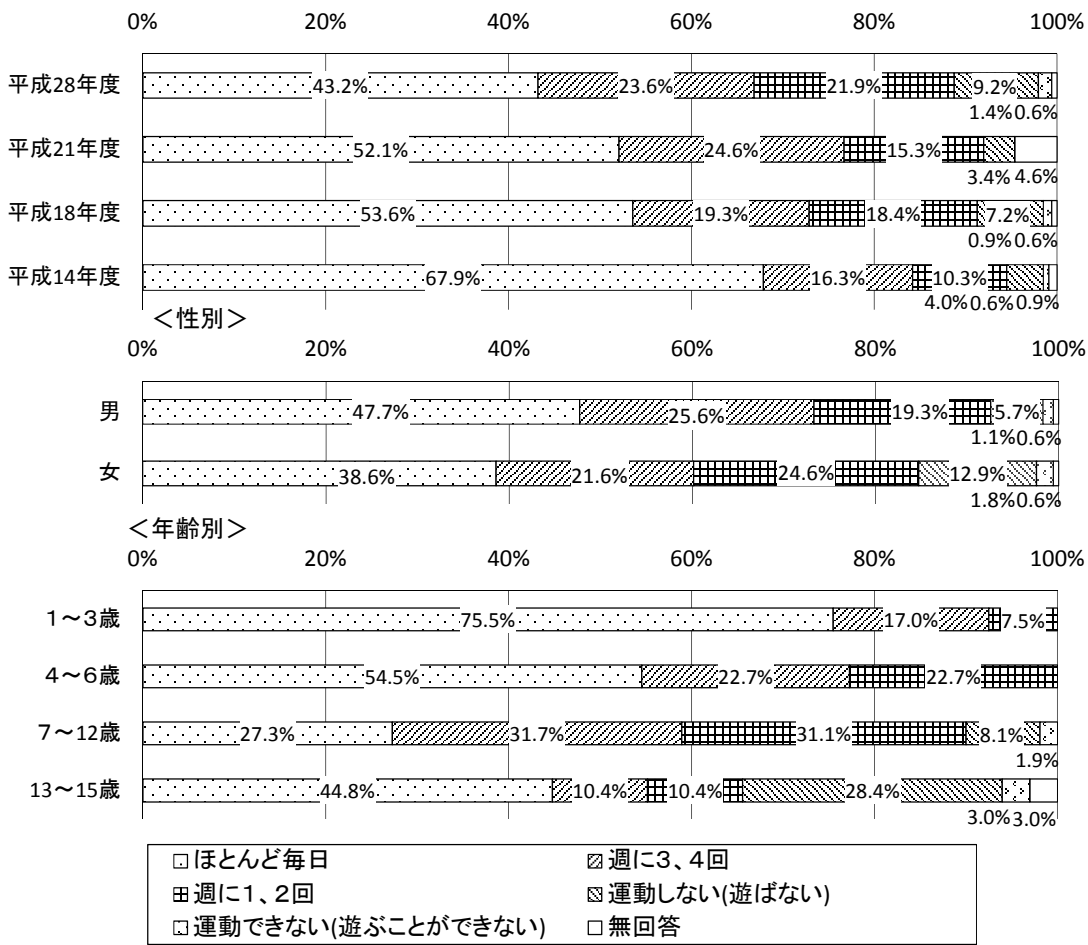 0% 20% 40% 60% 80% 100%
平成28年度 43.2% 23.6% 21.9% 9.2%
1.4% 0.6%
平成21年度 52.1% 24.6% 15.3%
3.4% 4.6%
平成18年度 53.6% 19.3% 18.4% 7.2%
0.9% 0.6%
平成14年度 67.9% 16.3% 10.3%
4.0% 0.6% 0.9%
＜性別＞
0% 20% 40% 60% 80% 100%
男 47.7% 25.6% 19.3% 5.7%
1.1% 0.6%
女 38.6% 21.6% 24.6% 12.9%
1.8% 0.6%
＜年齢別＞
0% 20% 40% 60% 80% 100%
１～３歳 75.5% 17.0% 7.5%
４～６歳 54.5% 22.7% 22.7%
７～12歳 27.3% 31.7% 31.1% 8.1%
1.9%
13～15歳 44.8% 10.4% 10.4% 28.4%
3.0% 3.0%
ほとんど毎日 週に３、４回
週に１、２回 運動しない(遊ばない)
運動できない(遊ぶことができない) 無回答